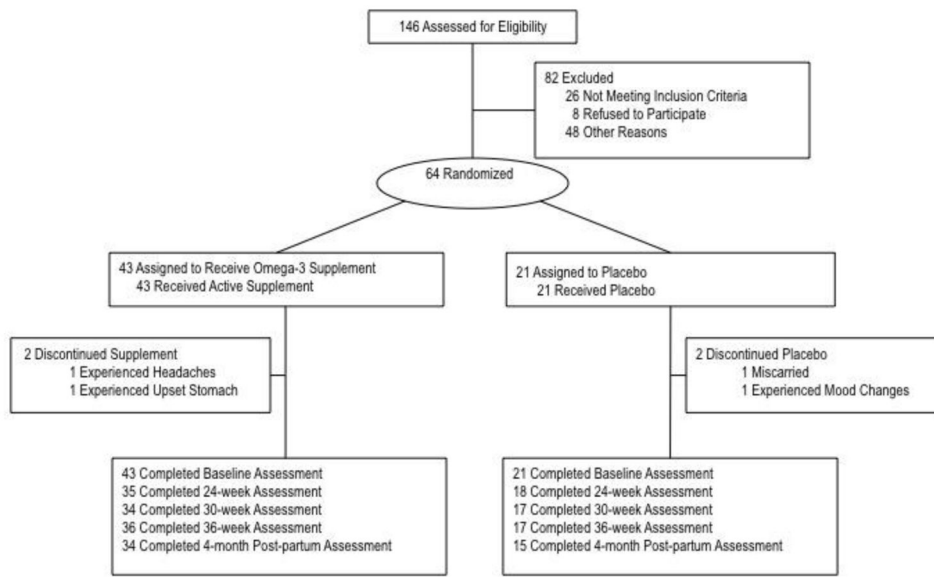 146 Assessed for Eligibility
82 Excluded
26 Not Meeting Inclusion Criteria
8 Refused to Participate
48 Other Reasons
64 Randomized
43 Assigned to Receive Omega-3 Supplement
43 Received Active Supplement
21 Assigned to Placebo
21 Received Placebo
2 Discontinued Supplement
1 Experienced Headaches
1 Experienced Upset Stomach
2 Discontinued Placebo
1 Miscarried
1 Experienced Mood Changes
43 Completed Baseline Assessment
35 Completed 24-week Assessment
34 Completed 30-week Assessment
36 Completed 36-week Assessment
34 Completed 4-month Post-partum Assessment
21 Completed Baseline Assessment
18 Completed 24-week Assessment
17 Completed 30-week Assessment
17 Completed 36-week Assessment
15 Completed 4-month Post-partum Assessment